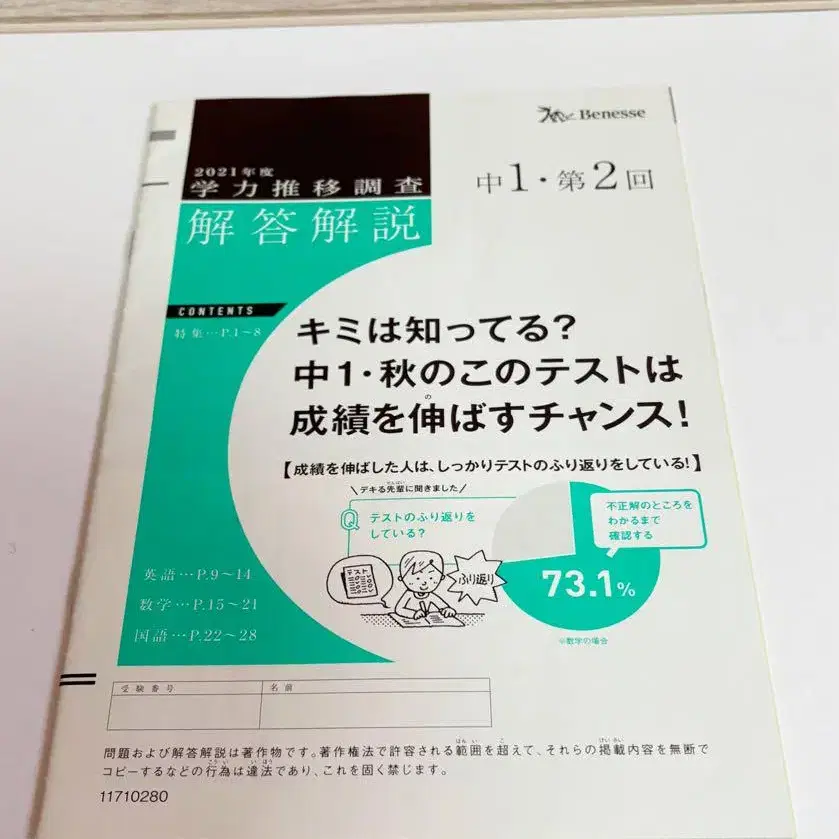 Benesse
2021年度
学力推移調査
解答解説
中1・第2回
CONTENTS
特集…P.1〜8
キミは知ってる?
中1・秋のこのテストは
成績を伸ばすチャンス!
【成績を伸ばした人は、しっかりテストのふり返りをしている!】
\デキる先輩に聞きました/
Q テストのふり返りを
している?
不正解のところを
わかるまで
確認する
テスト
ふり返り
73.1%
※数学の場合
英語…P.9〜14
数学…P.15〜21
国語…P.22〜28
受験番号 名前
問題および解答解説は著作物です。著作権法で許容される範囲を超えて、それらの掲載内容を無断で
コピーするなどの行為は違法であり、これを固く禁じます。
11710280